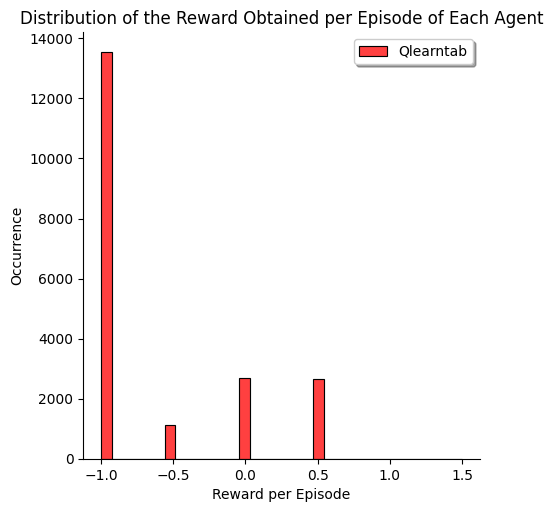 Distribution of the Reward Obtained per Episode of Each Agent
Qlearntab
14000
12000
10000
8000
6000
4000
2000
0
Occurrence
−1.0 −0.5 0.0 0.5 1.0 1.5
Reward per Episode